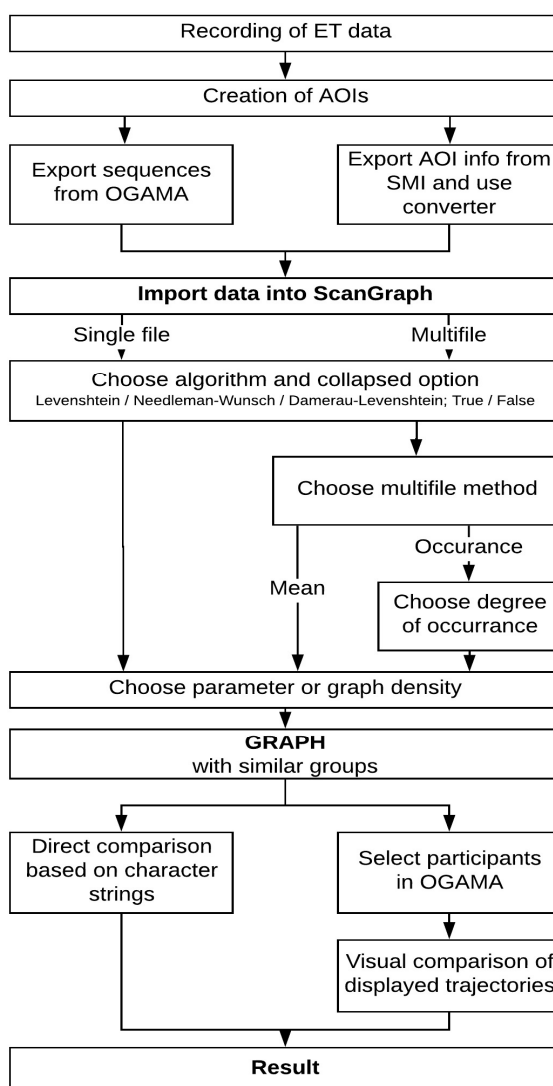 Recording of ET data
Creation of AOIs
Export sequences
from OGAMA
Export AOI info from
SMI and use
converter
Import data into ScanGraph
Single file
Multifile
Choose algorithm and collapsed option
Levenshtein / Needleman-Wunsch / Damerau-Levenshtein; True / False
Choose multifile method
Occurance
Mean
Choose degree
of occurrance
Choose parameter or graph density
GRAPH
with similar groups
Direct comparison
based on character
strings
Select participants
in OGAMA
Visual comparison of
displayed trajectories
Result